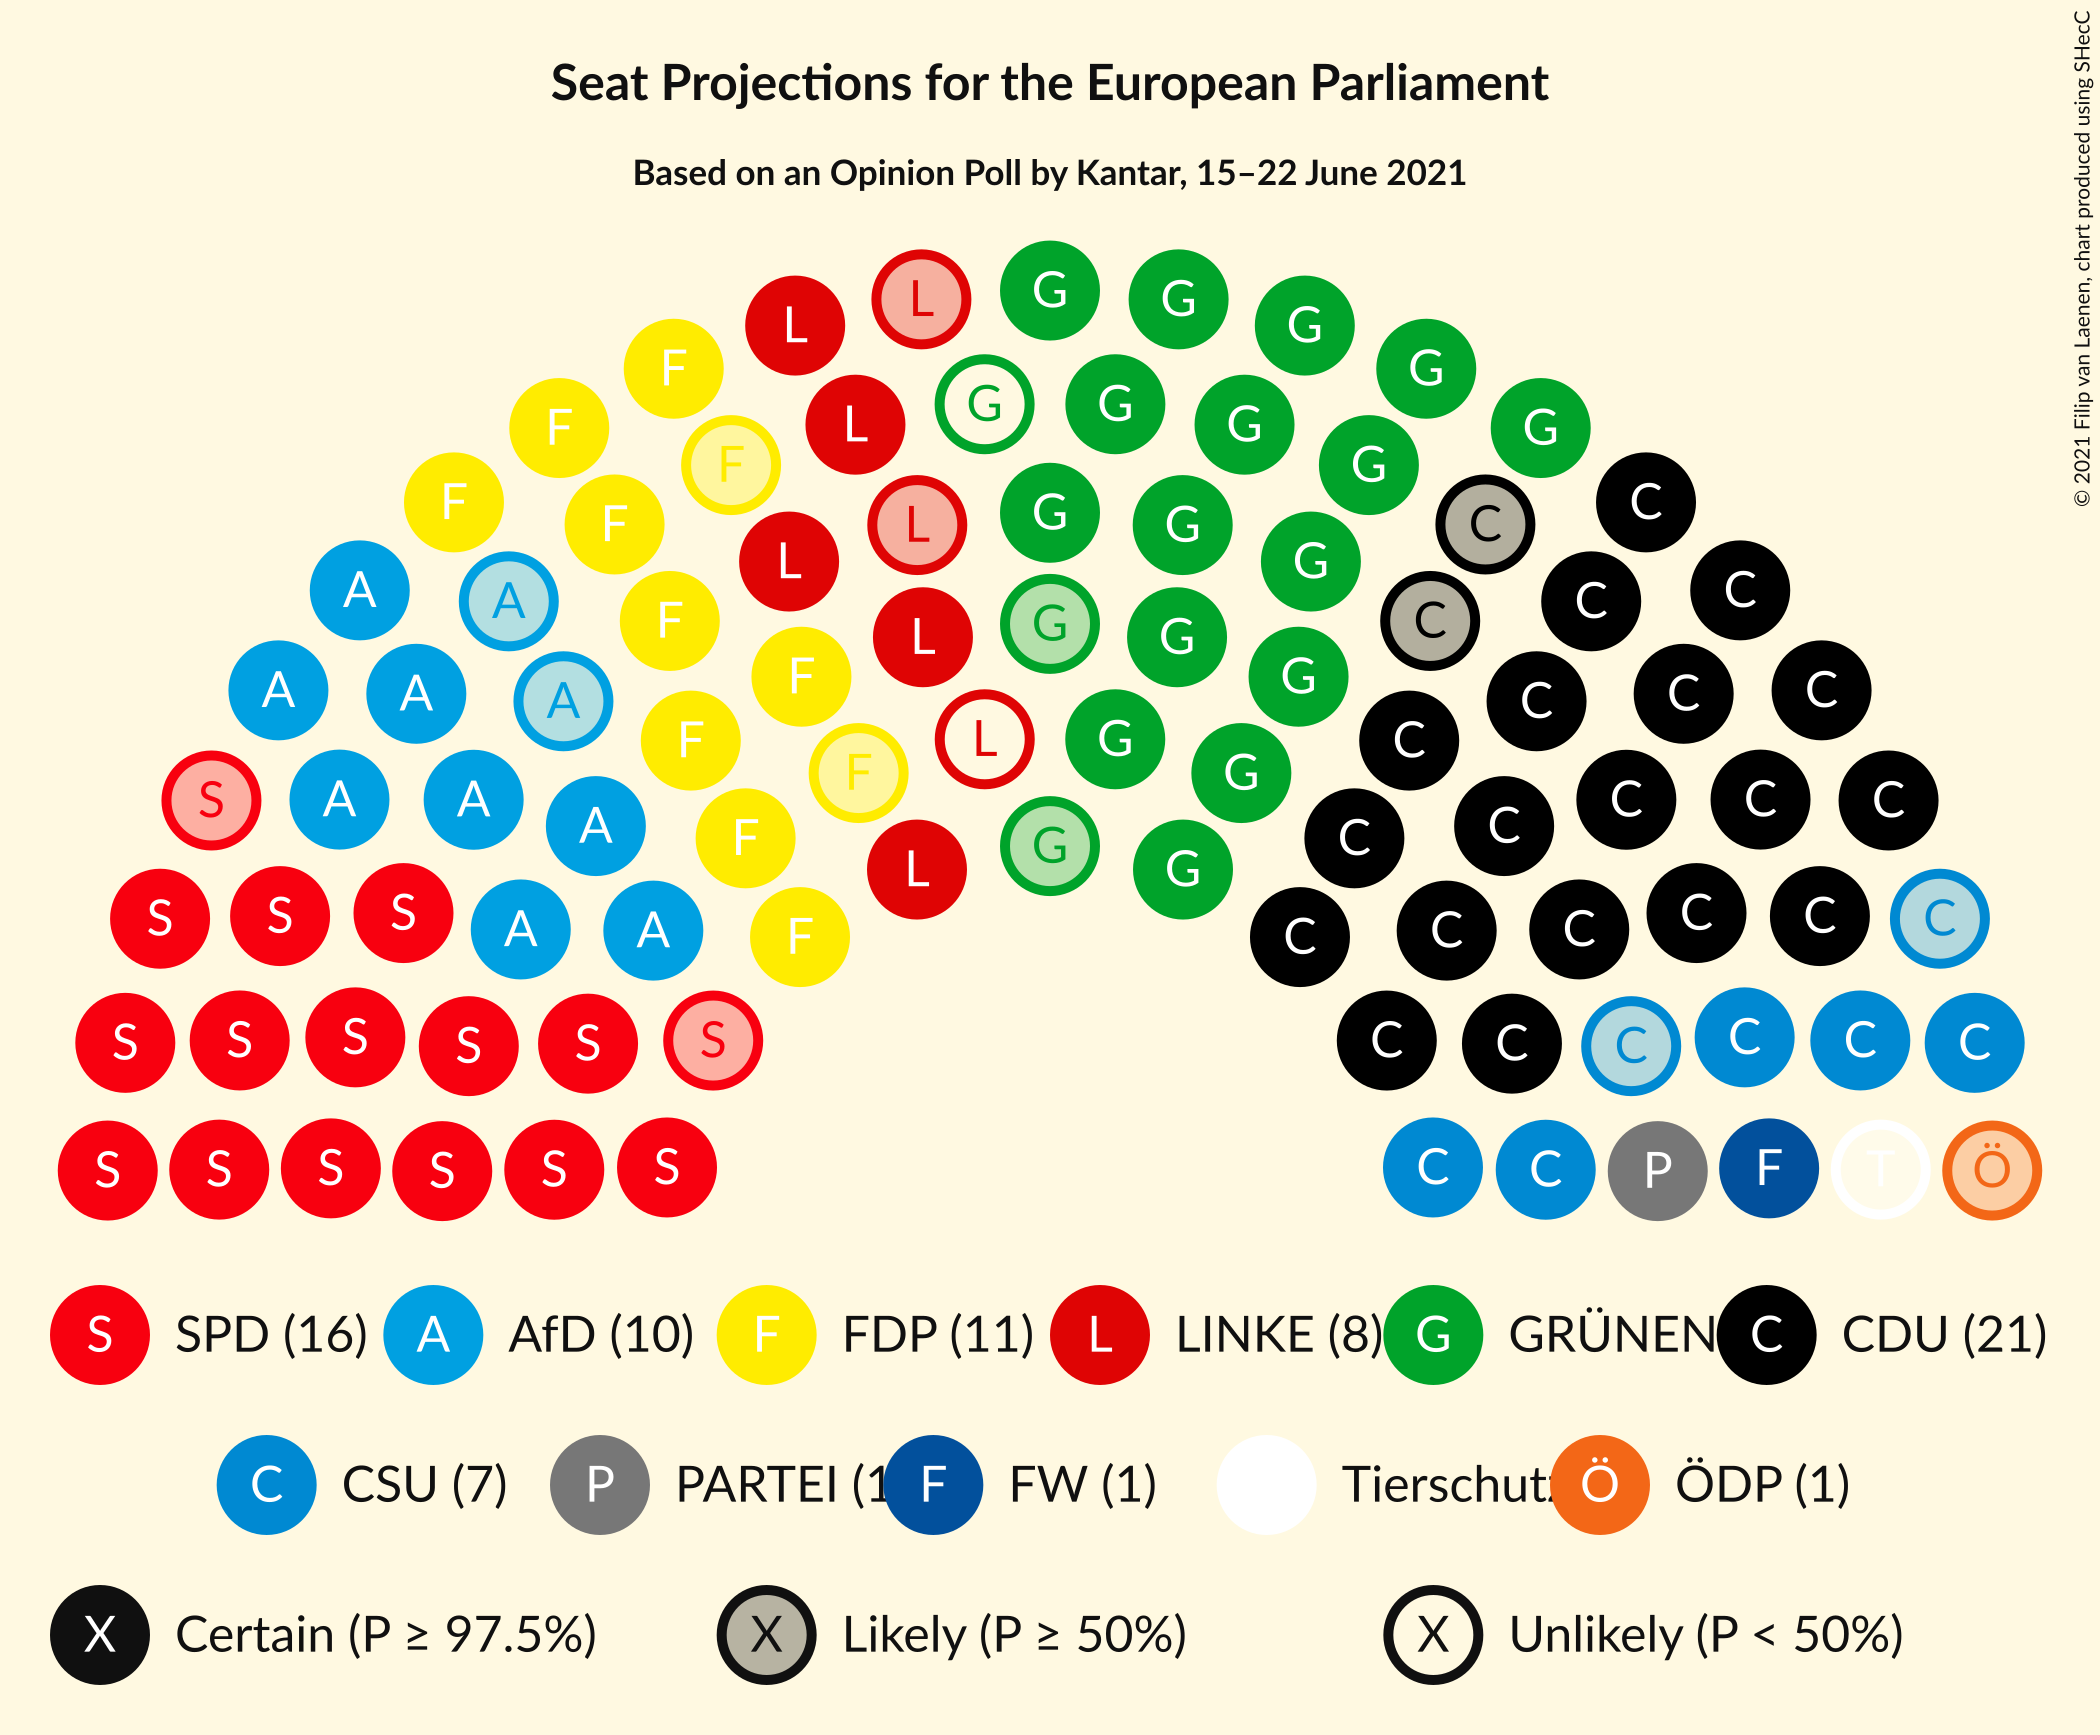 Seat Projections for the European Parliament
Based on an Opinion Poll by Kantar, 15–22 June 2021
© 2021 Filip van Laenen, chart produced using SHecC
L G G G
L G
F G G G G
F L G
F F G C
F F L L G G C C
A A G C
A F L G G C C
F G
A A A F F L G G C C C C
F L G C
S A A A F F G C C C C C
L G G
S S S A A F C C C C C C
S S S S S S C C C C C C
S S S S S S C C P F T Ö
S SPD (16) A AfD (10) F FDP (11) L LINKE (8) G GRÜNEN C CDU (21)
C CSU (7) P PARTEI (1 F FW (1) Tierschutz Ö ÖDP (1)
X Certain (P ≥ 97.5%) X Likely (P ≥ 50%) X Unlikely (P < 50%)